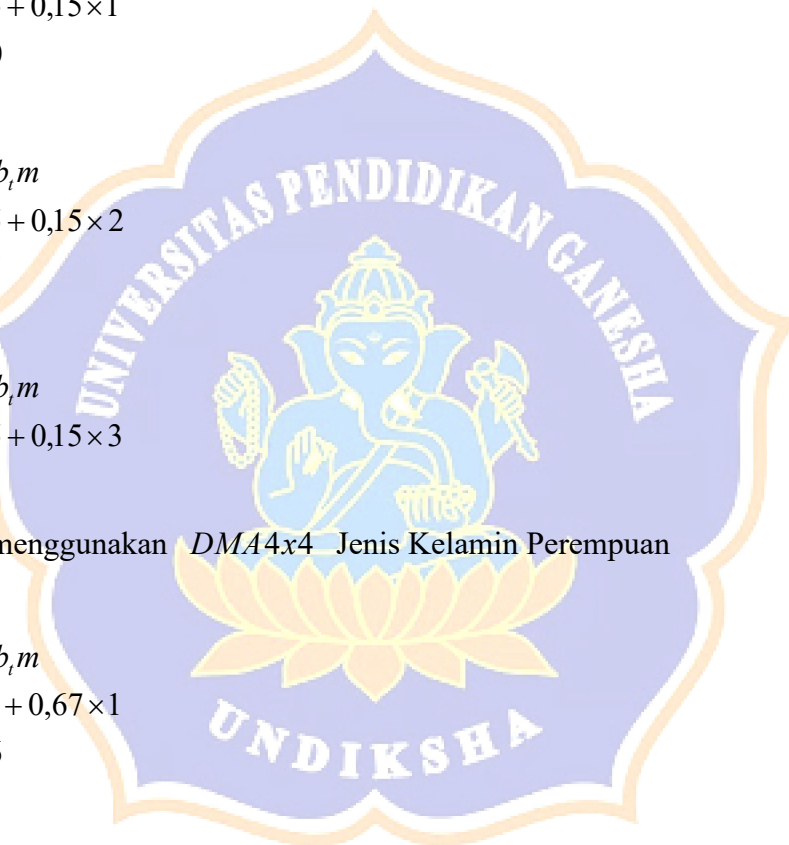 + 0,15 × 1
b_t m
+ 0,15 × 2
UNIVERSITAS PENDIDIKAN GANESHA
b_t m
+ 0,15 × 3
menggunakan DMA4x4 Jenis Kelamin Perempuan
b_t m
+ 0,67 × 1
UNDIKSHA